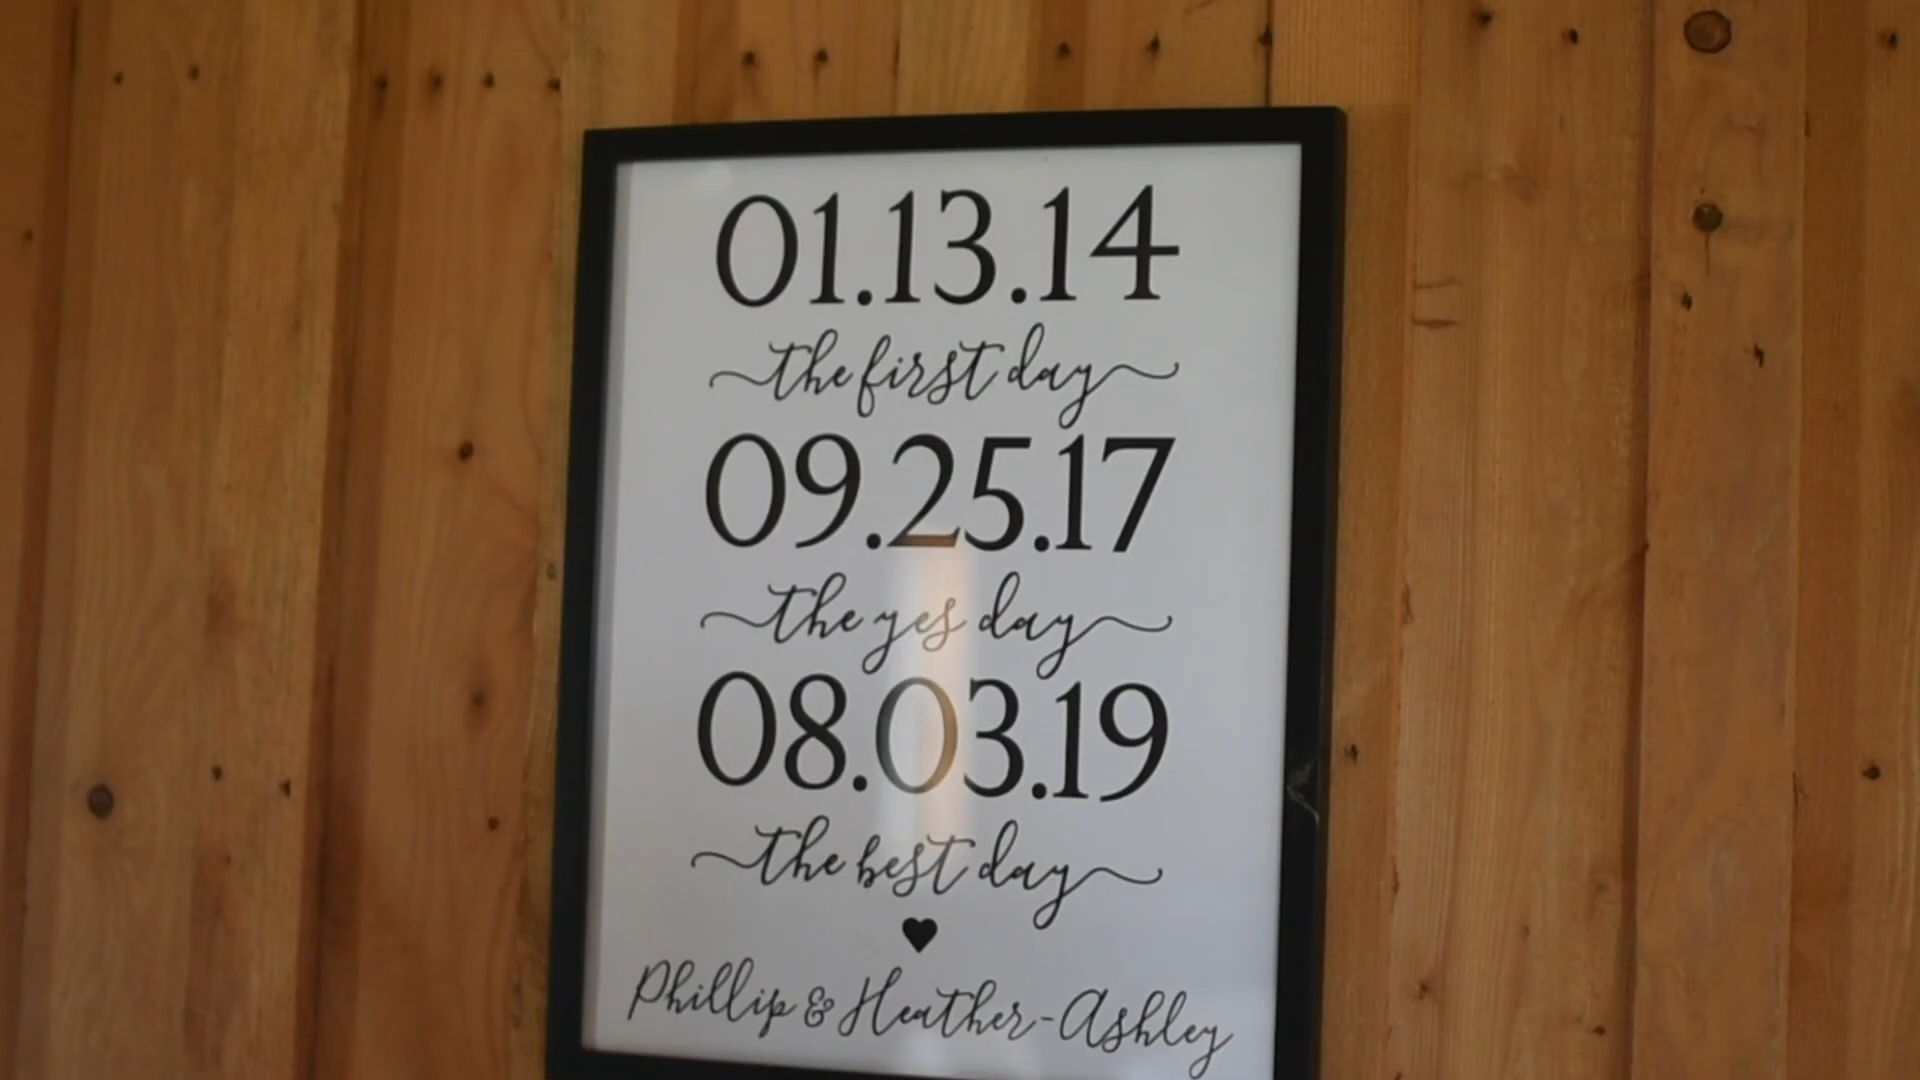 01.13.14
the first day
09.25.17
the yes day
08.03.19
the best day
Phillip & Heather-Ashley